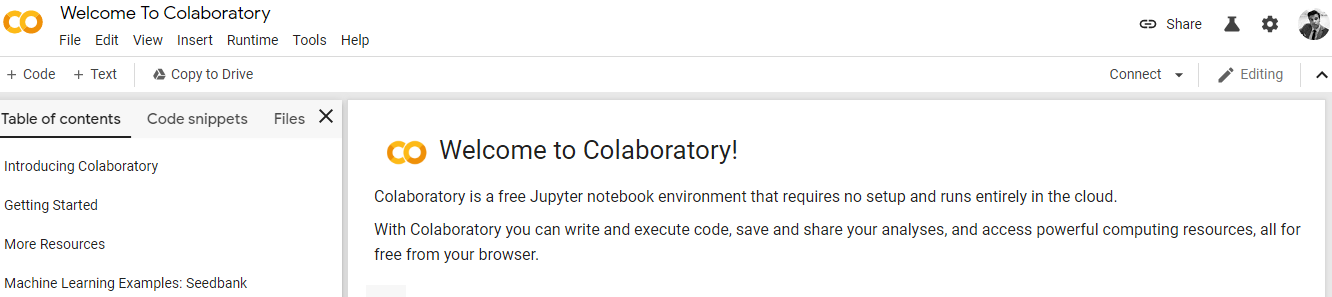 Welcome To Colaboratory
File Edit View Insert Runtime Tools Help
Share
+ Code + Text Copy to Drive
Connect Editing
Table of contents Code snippets Files
Introducing Colaboratory
Getting Started
More Resources
Machine Learning Examples: Seedbank
Welcome to Colaboratory!
Colaboratory is a free Jupyter notebook environment that requires no setup and runs entirely in the cloud.
With Colaboratory you can write and execute code, save and share your analyses, and access powerful computing resources, all for
free from your browser.